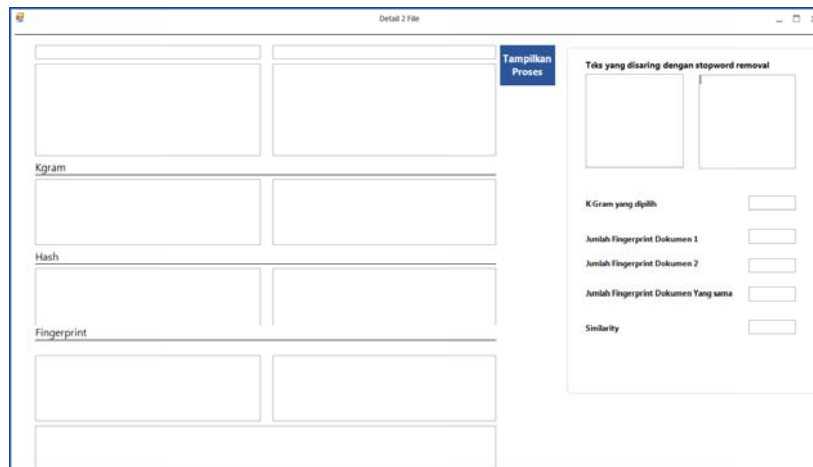 Detail 2 File
Tampilkan
Proses
Kgram
Hash
Fingerprint
Teks yang disaring dengan stopword removal
K-Gram yang dipilih
Jumlah Fingerprint Dokumen 1
Jumlah Fingerprint Dokumen 2
Jumlah Fingerprint Dokumen Yang sama
Similarity